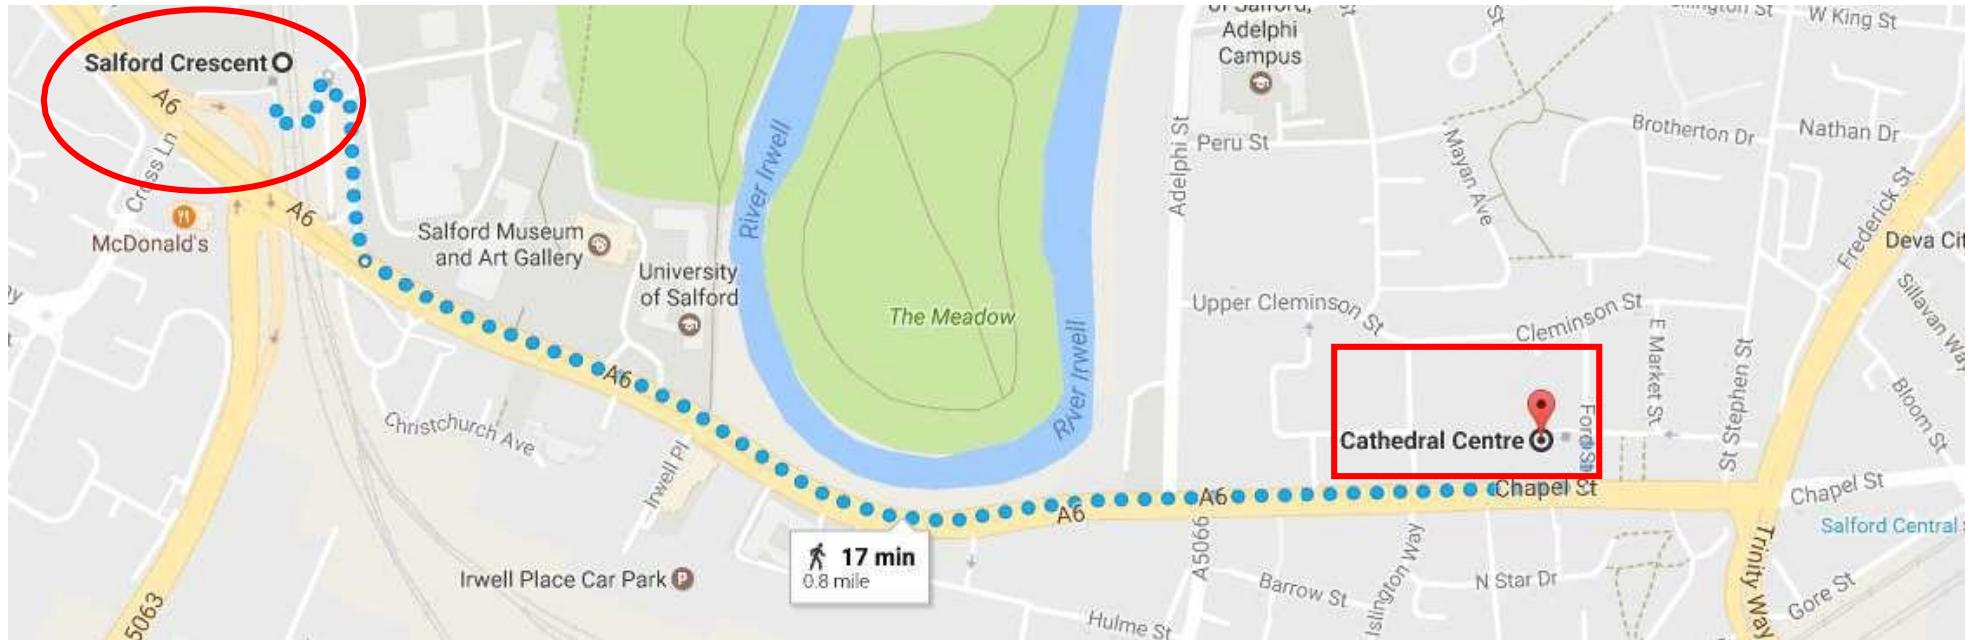 of Salford,
Adelphi
Campus
St
St
W King St
Salford Crescent
A6
Cross Ln
A6
McDonald's
Salford Museum
and Art Gallery
University
of Salford
River Irwell
The Meadow
River Irwell
Adelphi St
Peru St
Mayan Ave
Brotherton Dr
Nathan Dr
Frederick St
Deva Cit
Sillavan Way
Upper Cleminson St
Cleminson St
E Market St
St Stephen St
Bloom St
Cathedral Centre
Ford St
A6
Christchurch Ave
Irwell Pl
A6
A6
Chapel St
Chapel St
Salford Central
17 min
0.8 mile
Irwell Place Car Park
P
A5066
Barrow St
Islington Way
N Star Dr
Trinity Way
Gore St
Hulme St
5063